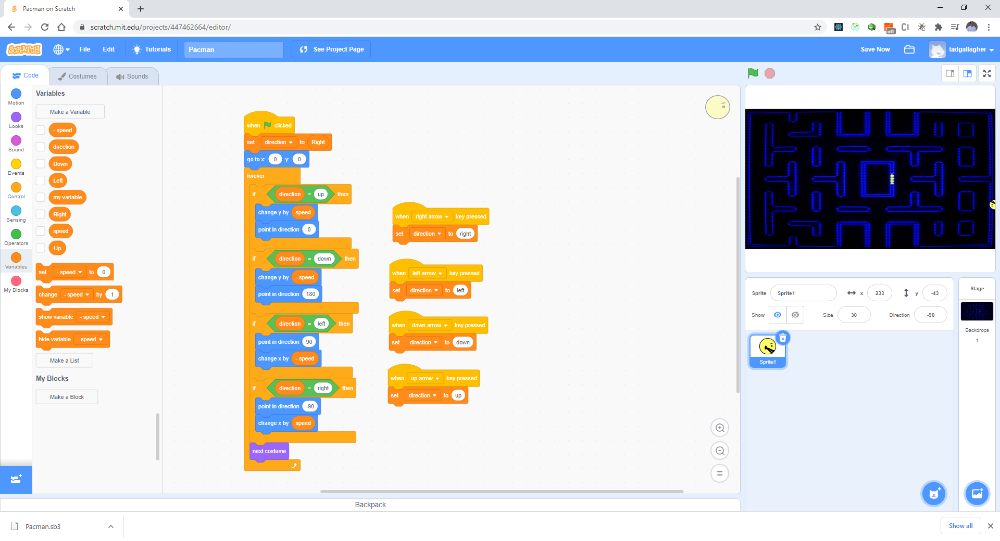 Pacman on Scratch
scratch.mit.edu/projects/447462664/editor/
off
SCRATCH
File
Edit
Tutorials
Pacman
See Project Page
Save Now
tadgallagher
Code
Costumes
Sounds
Motion
Looks
Sound
Events
Control
Sensing
Operators
Variables
My Blocks
Variables
Make a Variable
- speed
direction
Down
Left
my variable
Right
speed
Up
set - speed to 0
change - speed by 1
show variable - speed
hide variable - speed
Make a List
My Blocks
Make a Block
when clicked
set direction to Right
go to x: 0 y: 0
forever
if direction = up then
change y by speed
point in direction 0
if direction = down then
change y by - speed
point in direction 180
if direction = left then
point in direction 90
change x by - speed
if direction = right then
point in direction -90
change x by speed
next costume
when right arrow key pressed
set direction to right
when left arrow key pressed
set direction to left
when down arrow key pressed
set direction to down
when up arrow key pressed
set direction to up
Backpack
Sprite Sprite1 x 233 y -43
Show Size 30 Direction -90
Sprite1
Stage
Backdrops
1
Pacman.sb3
Show all